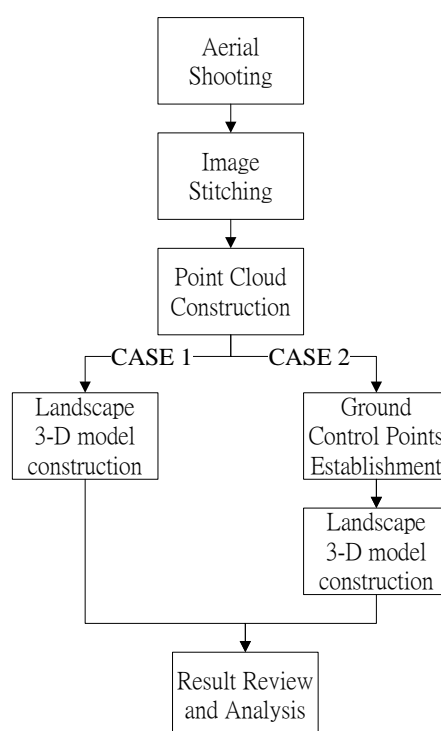 Aerial
Shooting
Image
Stitching
Point Cloud
Construction
CASE 1
CASE 2
Landscape
3-D model
construction
Ground
Control Points
Establishment
Landscape
3-D model
construction
Result Review
and Analysis